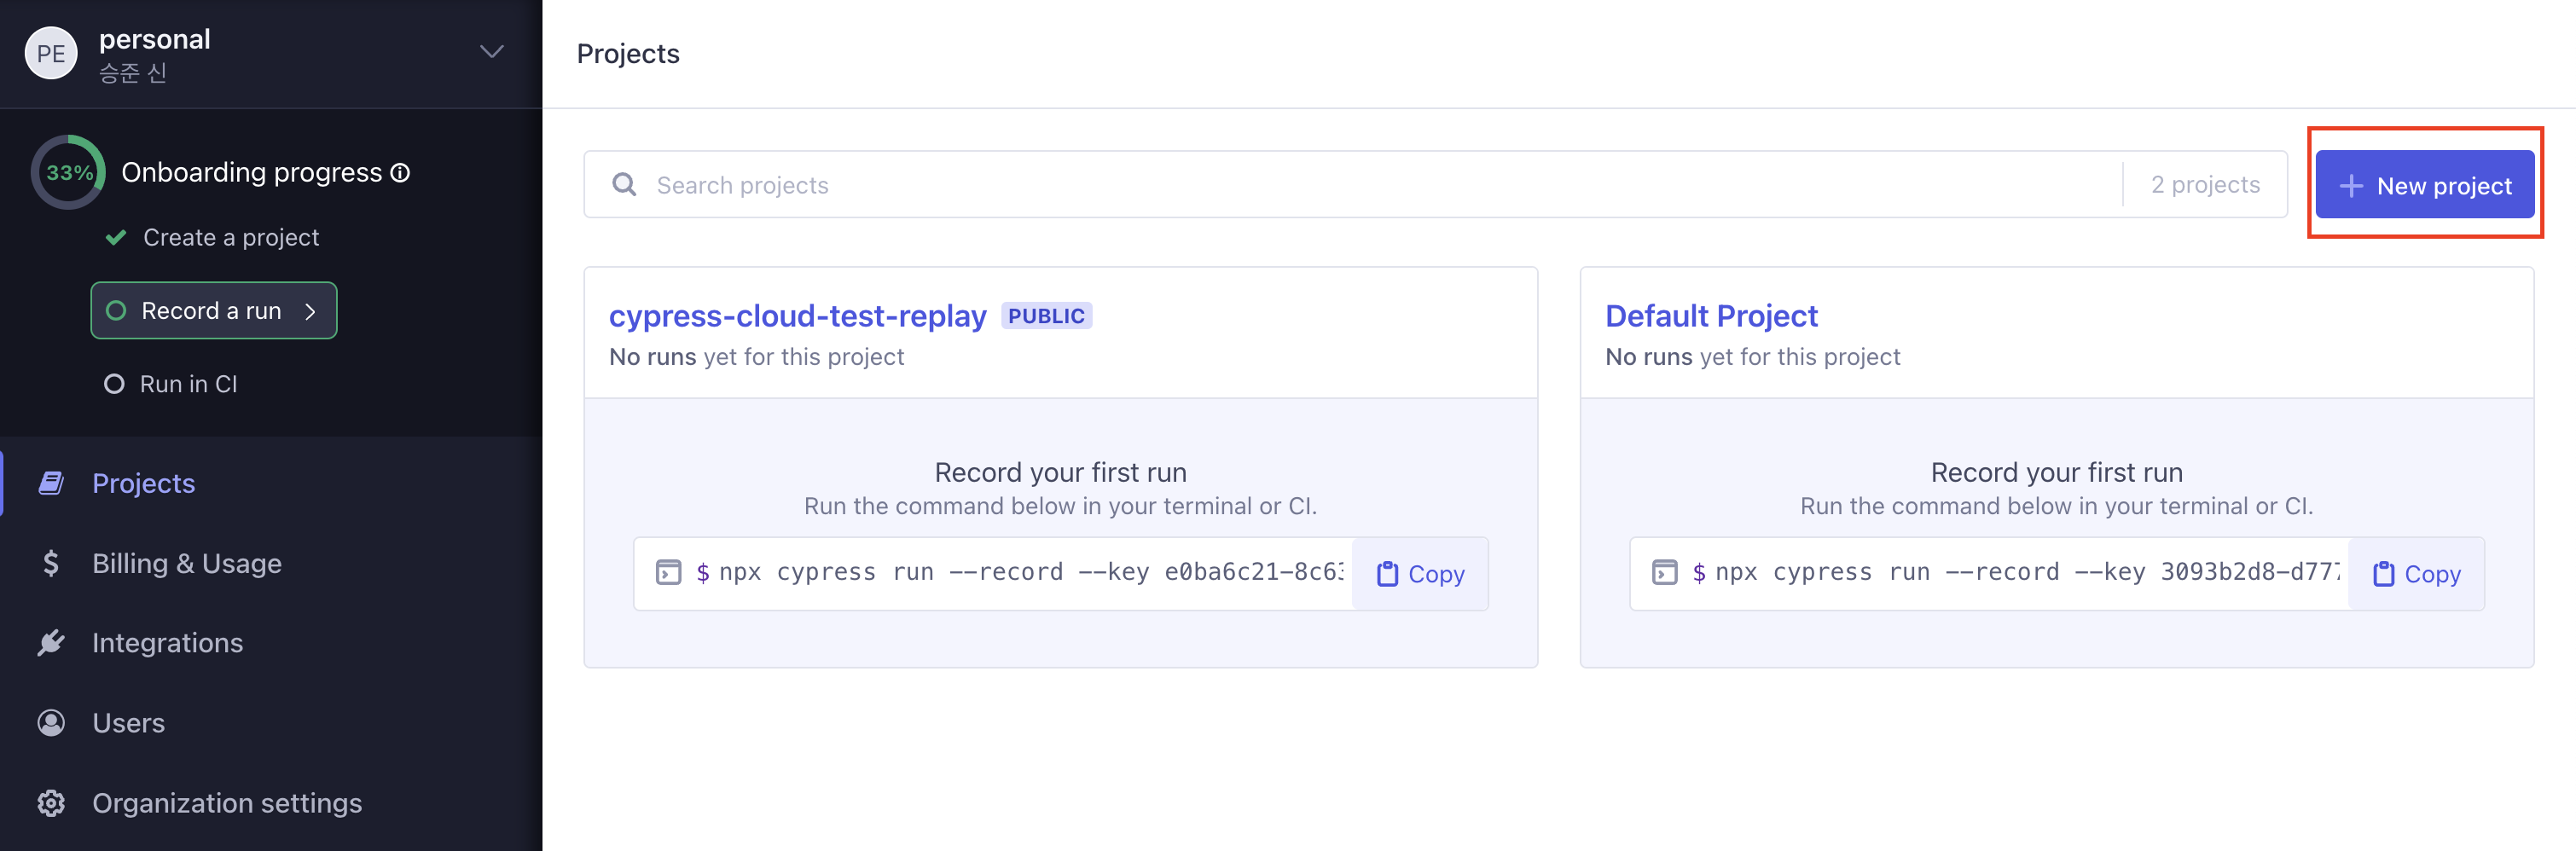 PE
personal
승준 신
33%
Onboarding progress
Create a project
Record a run
Run in CI
Projects
Billing & Usage
Integrations
Users
Organization settings
Projects
Search projects
2 projects
New project
cypress-cloud-test-replay PUBLIC
No runs yet for this project
Record your first run
Run the command below in your terminal or CI.
$ npx cypress run --record --key e0ba6c21-8c63
Copy
Default Project
No runs yet for this project
Record your first run
Run the command below in your terminal or CI.
$ npx cypress run --record --key 3093b2d8-d777
Copy